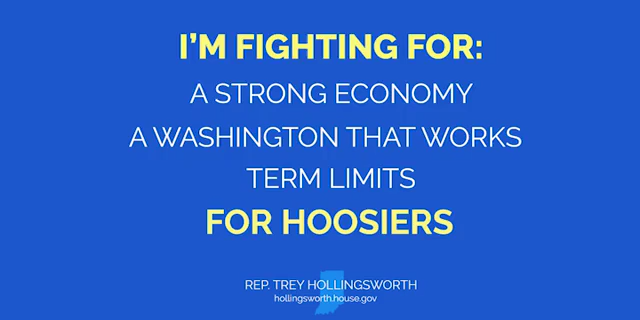 I'M FIGHTING FOR:
A STRONG ECONOMY
A WASHINGTON THAT WORKS
TERM LIMITS
FOR HOOSIERS
REP. TREY HOLLINGSWORTH
hollingsworth.house.gov